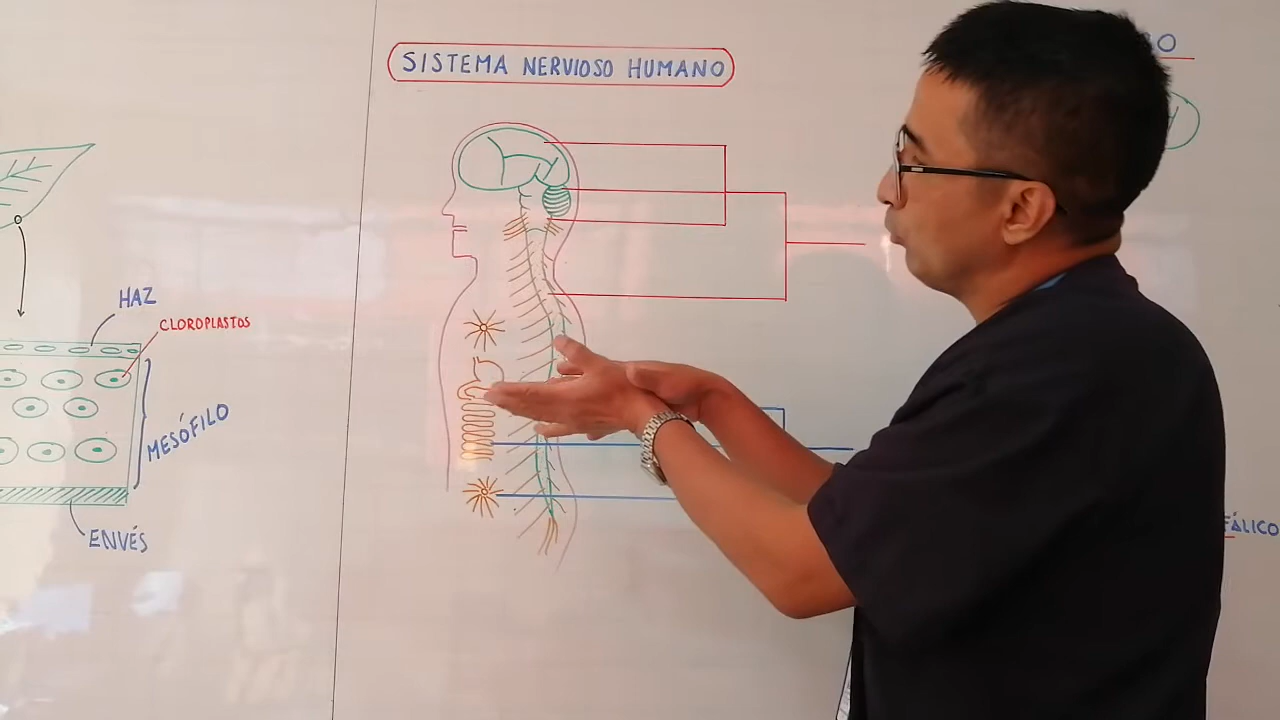 SISTEMA NERVIOSO HUMANO
HAZ
CLOROPLASTOS
MESÓFILO
ENVÉS